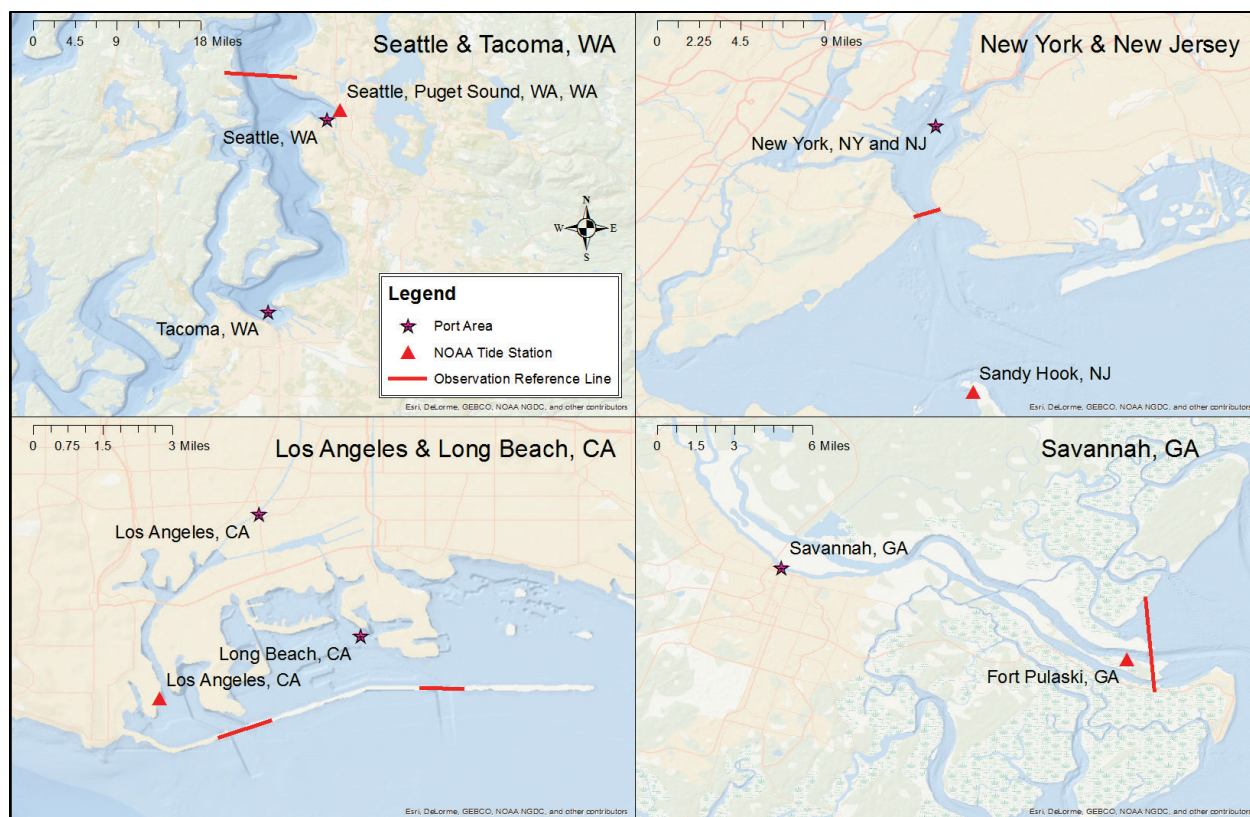 0 4.5 9 18 Miles
Seattle & Tacoma, WA
Seattle, Puget Sound, WA, WA
Seattle, WA
N
W E
S
Tacoma, WA
Legend
Port Area
NOAA Tide Station
Observation Reference Line
Esri, DeLorme, GEBCO, NOAA NGDC, and other contributors
0 2.25 4.5 9 Miles
New York & New Jersey
New York, NY and NJ
Sandy Hook, NJ
Esri, DeLorme, GEBCO, NOAA NGDC, and other contributors
0 0.75 1.5 3 Miles
Los Angeles & Long Beach, CA
Los Angeles, CA
Long Beach, CA
Los Angeles, CA
Esri, DeLorme, GEBCO, NOAA NGDC, and other contributors
0 1.5 3 6 Miles
Savannah, GA
Savannah, GA
Fort Pulaski, GA
Esri, DeLorme, GEBCO, NOAA NGDC, and other contributors